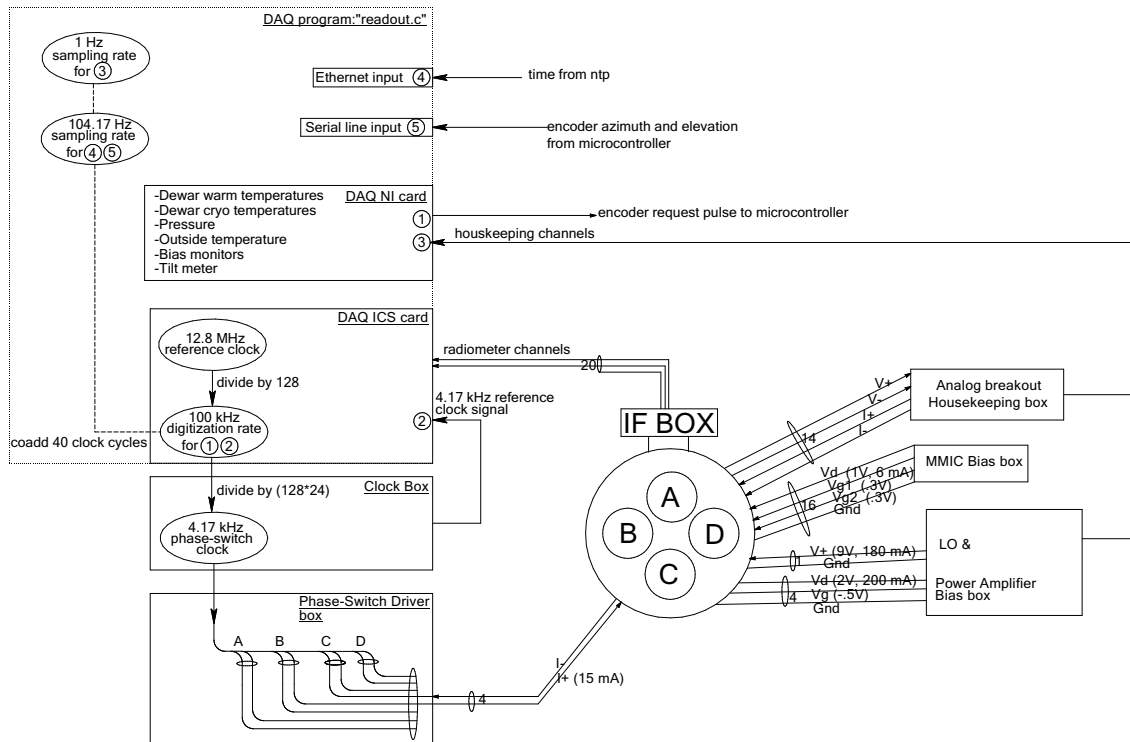 DAQ program:"readout.c"
1 Hz
sampling rate
for 3
Ethernet input 4
time from ntp
104.17 Hz
sampling rate
for 4 5
Serial line input 5
encoder azimuth and elevation
from microcontroller
-Dewar warm temperatures
-Dewar cryo temperatures
-Pressure
-Outside temperature
-Bias monitors
-Tilt meter
DAQ NI card
1
3
encoder request pulse to microcontroller
houskeeping channels
DAQ ICS card
12.8 MHz
reference clock
divide by 128
100 kHz
digitization rate
for 1 2
coadd 40 clock cycles
radiometer channels
20
4.17 kHz reference
clock signal
2
divide by (128*24)
Clock Box
4.17 kHz
phase-switch
clock
Phase-Switch Driver
box
A B C D
4
I-
I+ (15 mA)
IF BOX
A
B
D
C
V+
V-
I+
I-
14
Analog breakout
Housekeeping box
Vd (1V, 6 mA)
Vg1 (.3V)
Vg2 (.3V)
Gnd
16
MMIC Bias box
V+ (9V, 180 mA)
Gnd
1
Vd (2V, 200 mA)
Vg (-.5V)
Gnd
4
LO &
Power Amplifier
Bias box